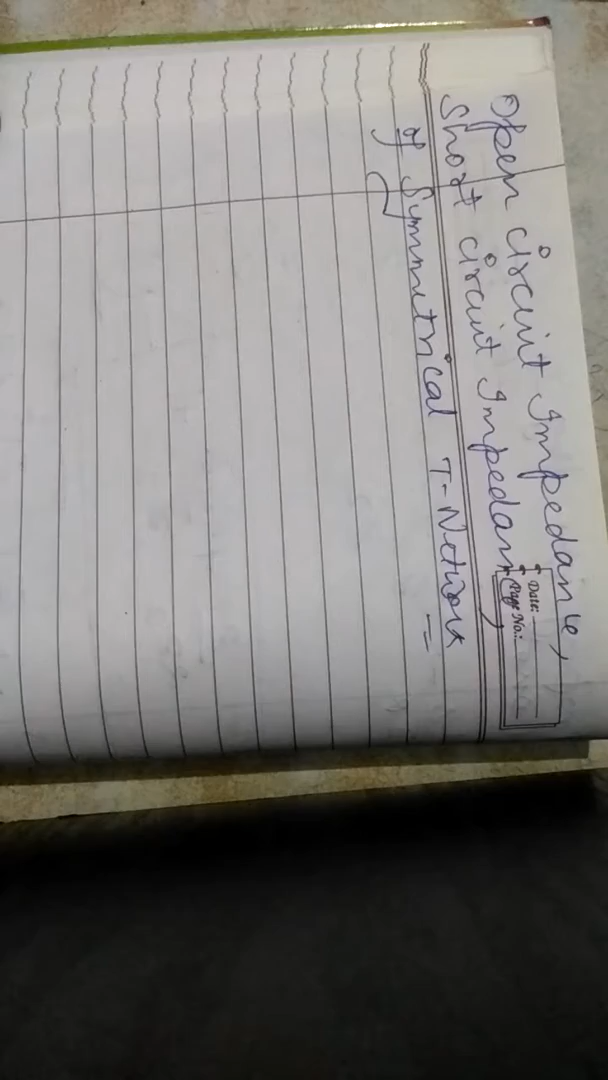 Open circuit Impedance,
Short circuit Impedance
of Symmetrical T-Network
Date:
Page No.: